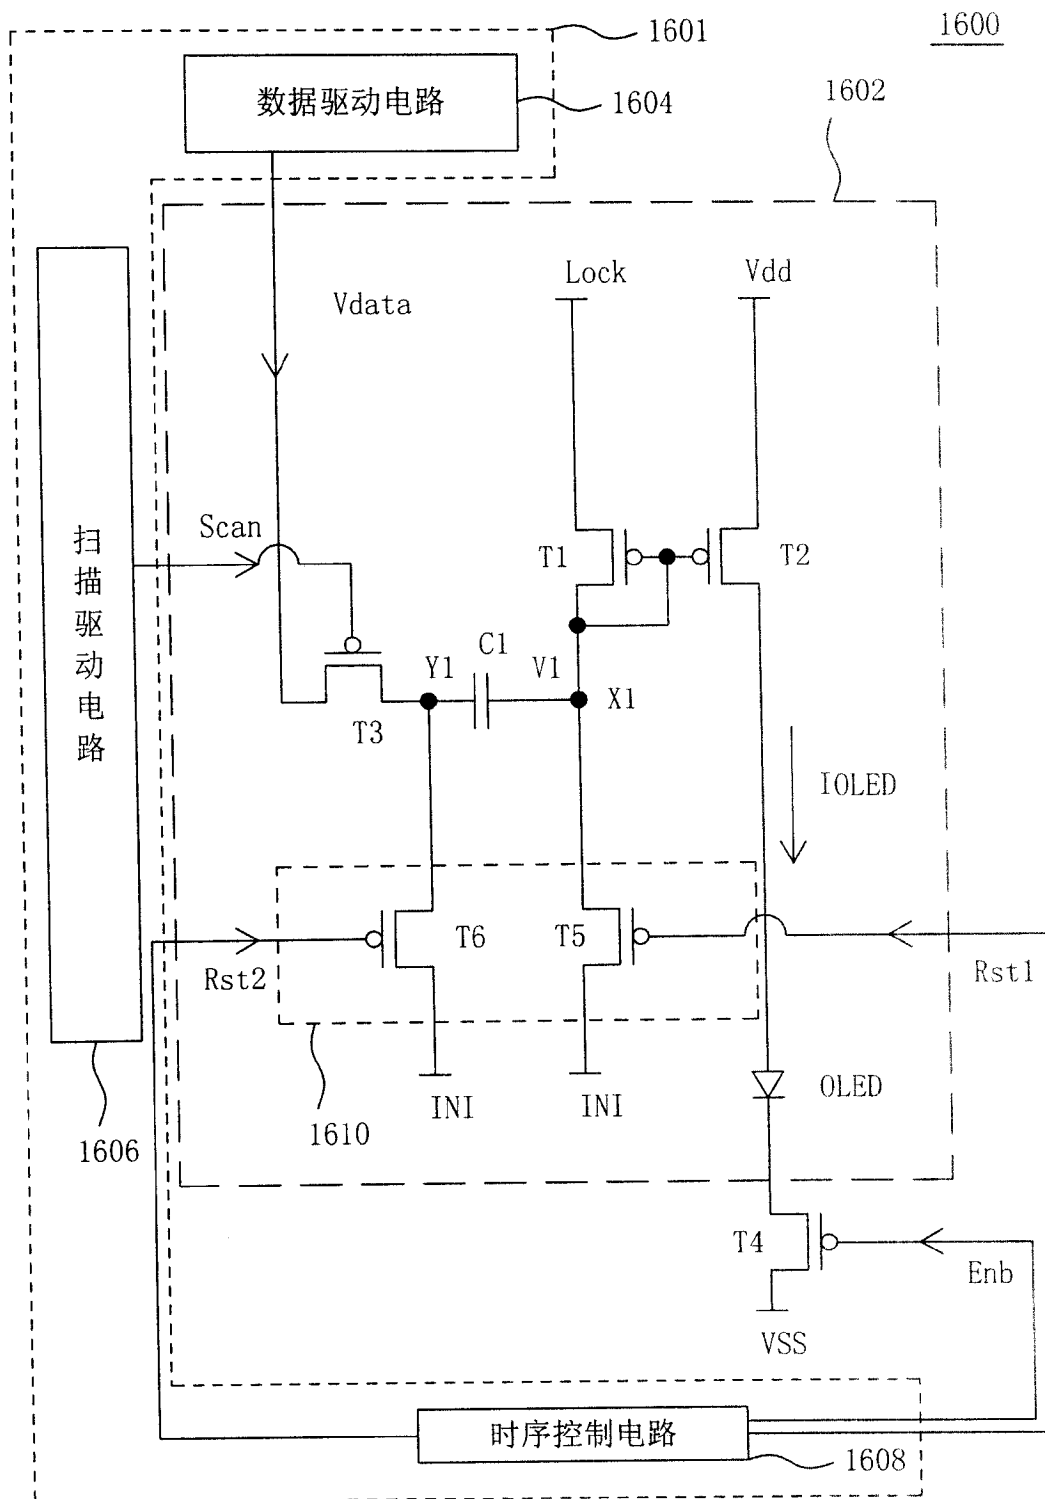 1601
1600
数据驱动电路
1604
1602
Lock
Vdd
Vdata
Scan
T1
T2
扫描驱动电路
C1
Y1
V1
X1
T3
IOLED
T6
T5
Rst2
Rst1
INI
INI
OLED
1610
1606
T4
Enb
VSS
时序控制电路
1608